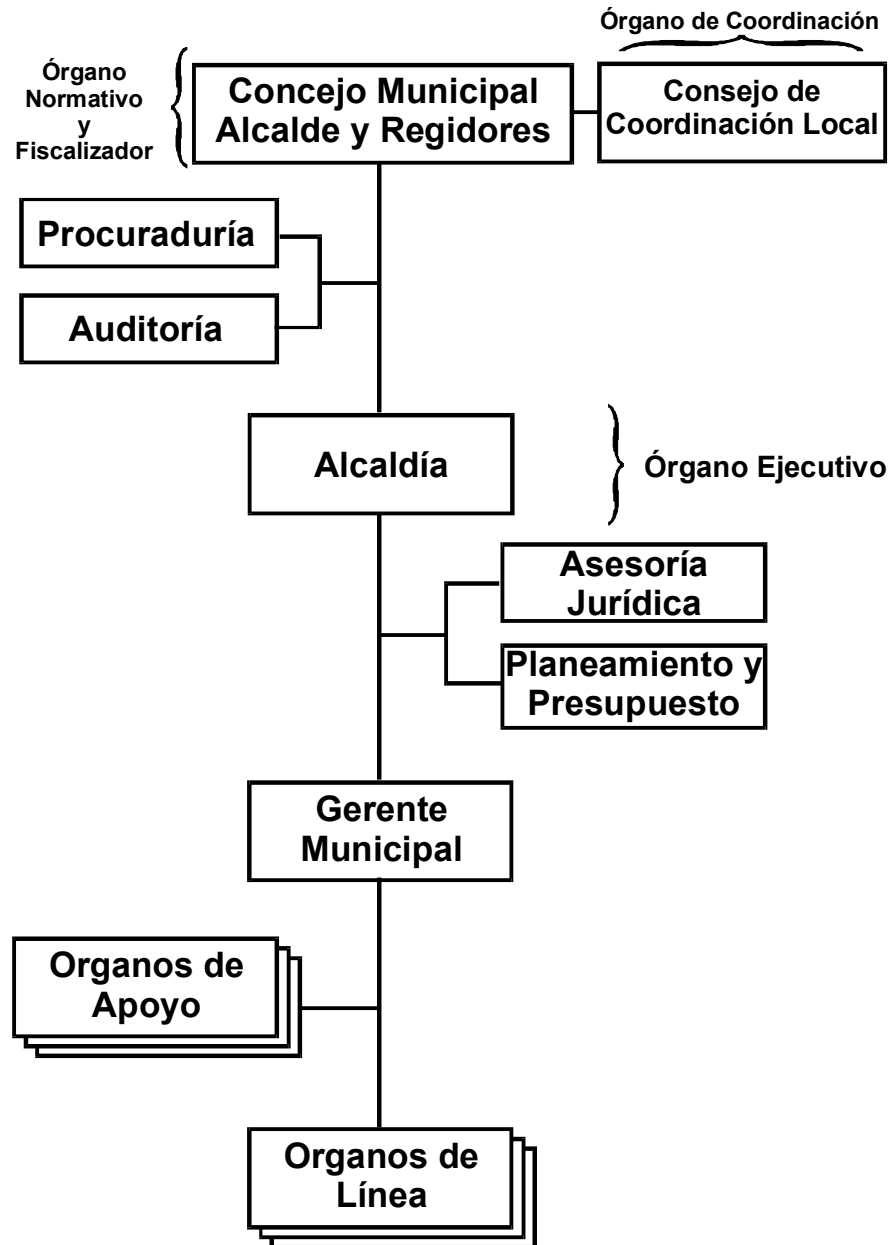 Órgano de Coordinación
Órgano
Normativo
y
Fiscalizador
Concejo Municipal
Alcalde y Regidores
Consejo de
Coordinación Local
Procuraduría
Auditoría
Alcaldía
Órgano Ejecutivo
Asesoría
Jurídica
Planeamiento y
Presupuesto
Gerente
Municipal
Organos de
Apoyo
Organos de
Línea